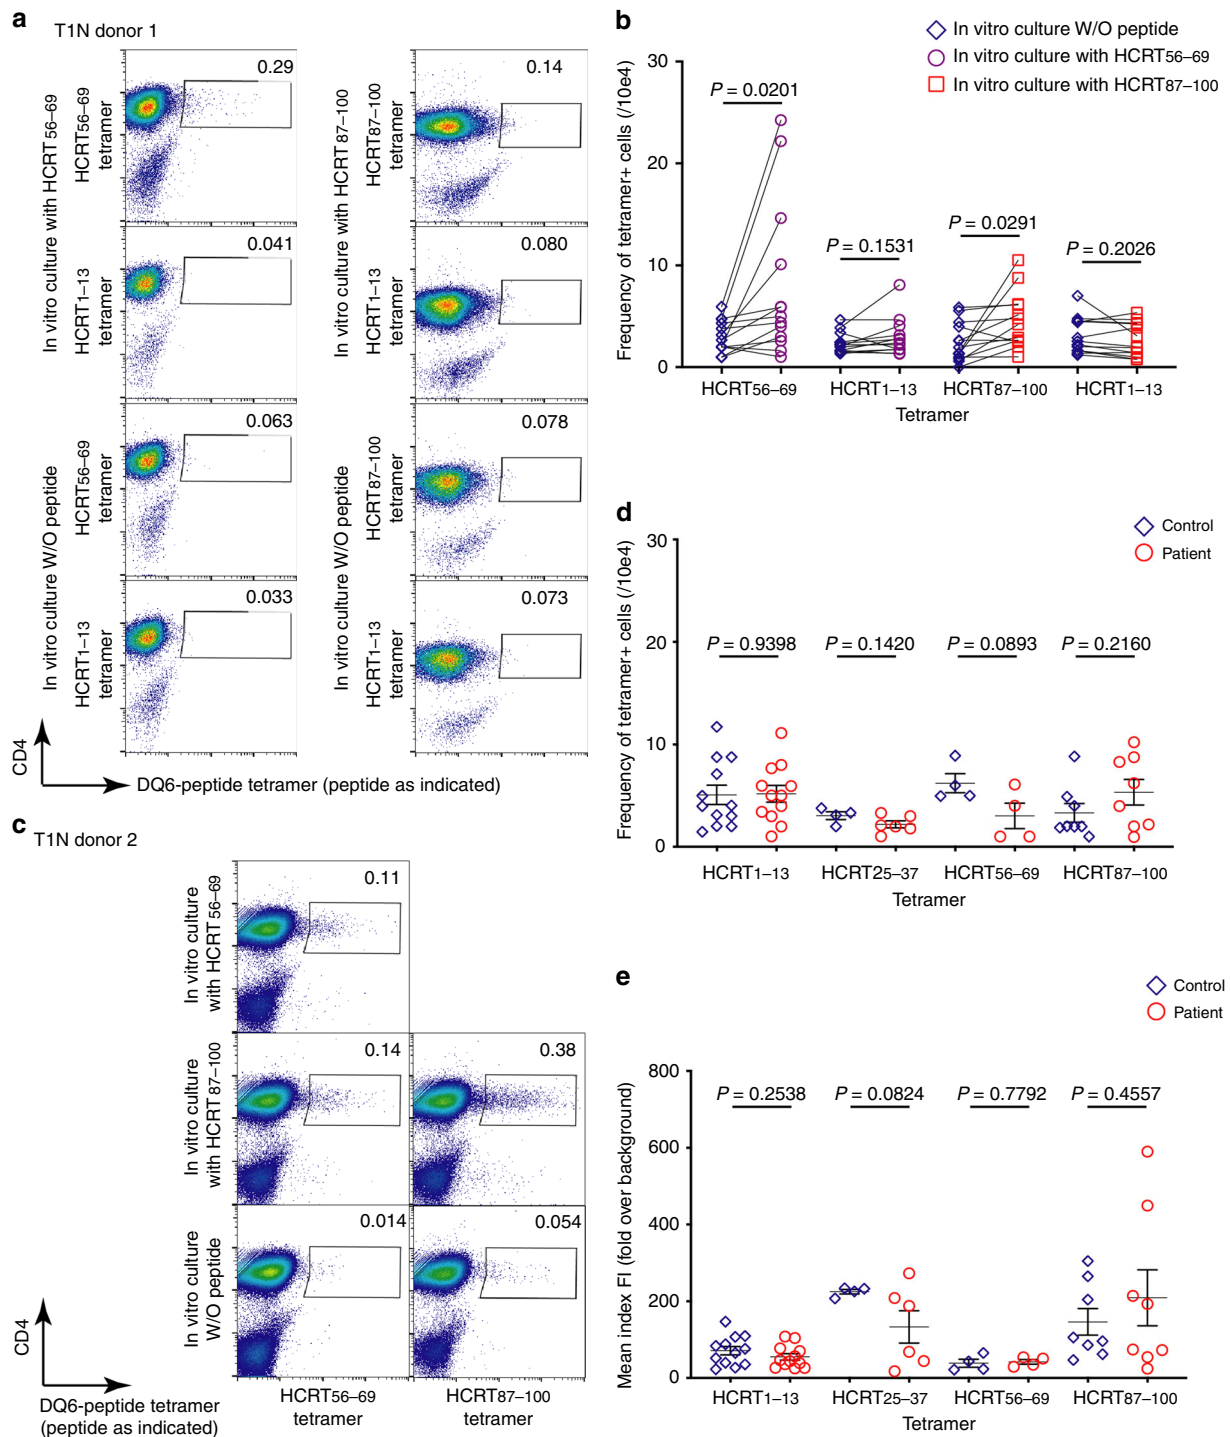 a
T1N donor 1
In vitro culture with HCRT56–69
HCRT56–69
tetramer
0.29
HCRT1–13
tetramer
0.041
In vitro culture W/O peptide
HCRT56–69
tetramer
0.063
HCRT1–13
tetramer
0.033
In vitro culture with HCRT 87–100
HCRT87–100
tetramer
0.14
HCRT1–13
tetramer
0.080
In vitro culture W/O peptide
HCRT87–100
tetramer
0.078
HCRT1–13
tetramer
0.073
CD4
DQ6-peptide tetramer (peptide as indicated)
b
In vitro culture W/O peptide
In vitro culture with HCRT56–69
In vitro culture with HCRT87–100
Frequency of tetramer+ cells (/10e4)
30
20
10
0
P = 0.0201
P = 0.1531
P = 0.0291
P = 0.2026
HCRT56–69
HCRT1–13
HCRT87–100
HCRT1–13
Tetramer
c
T1N donor 2
In vitro culture
with HCRT56–69
0.11
In vitro culture
with HCRT87–100
0.14
0.38
In vitro culture
W/O peptide
0.014
0.054
CD4
DQ6-peptide tetramer
(peptide as indicated)
HCRT56–69
tetramer
HCRT87–100
tetramer
d
Control
Patient
Frequency of tetramer+ cells (/10e4)
30
20
10
0
P = 0.9398
P = 0.1420
P = 0.0893
P = 0.2160
HCRT1–13
HCRT25–37
HCRT56–69
HCRT87–100
Tetramer
e
Control
Patient
Mean index FI (fold over background)
800
600
400
200
0
P = 0.2538
P = 0.0824
P = 0.7792
P = 0.4557
HCRT1–13
HCRT25–37
HCRT56–69
HCRT87–100
Tetramer